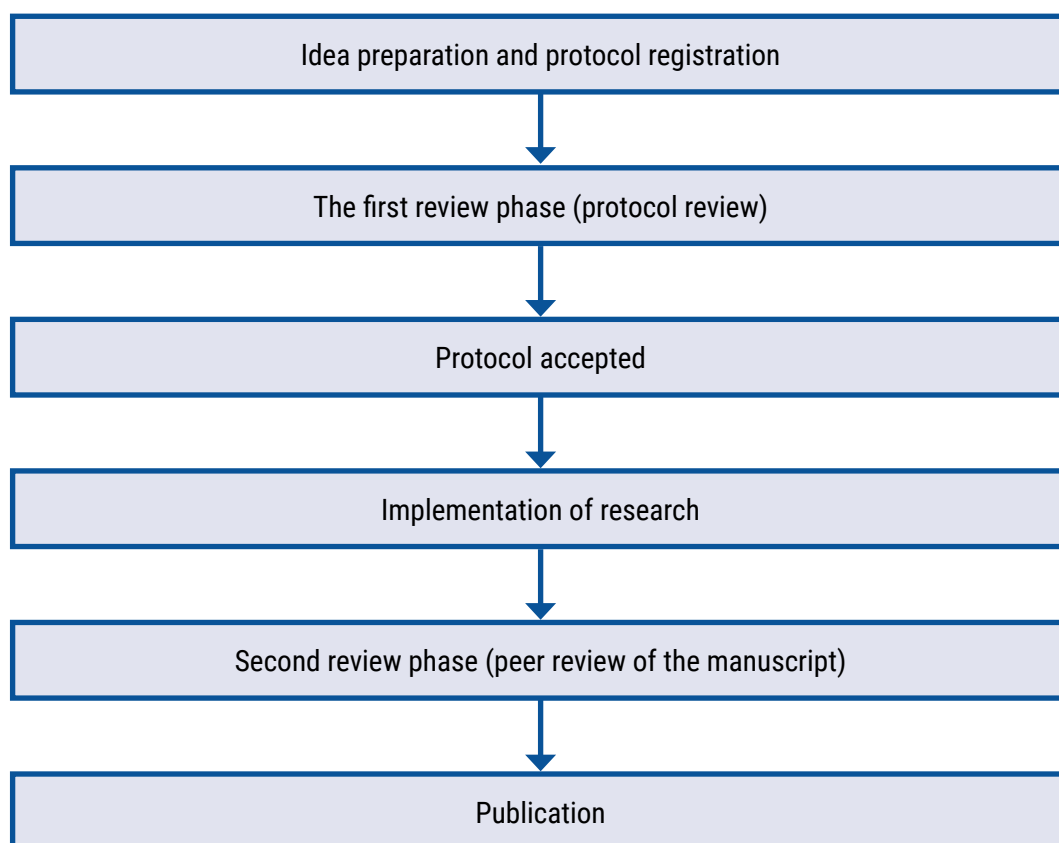 Idea preparation and protocol registration
The first review phase (protocol review)
Protocol accepted
Implementation of research
Second review phase (peer review of the manuscript)
Publication